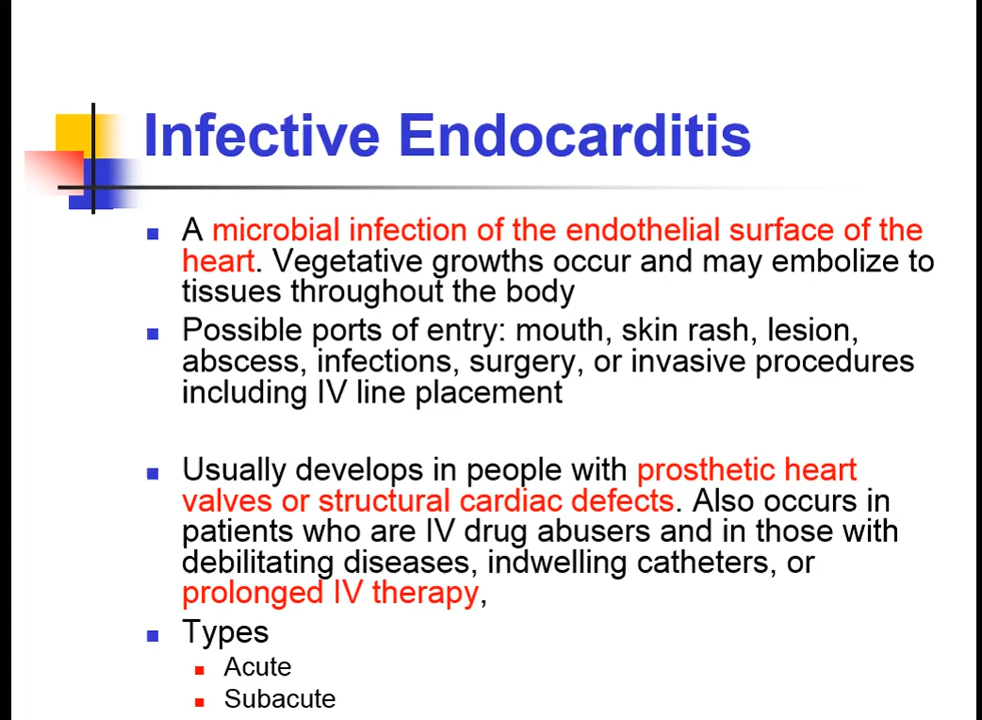 Infective Endocarditis
A microbial infection of the endothelial surface of the
heart. Vegetative growths occur and may embolize to
tissues throughout the body
Possible ports of entry: mouth, skin rash, lesion,
abscess, infections, surgery, or invasive procedures
including IV line placement
Usually develops in people with prosthetic heart
valves or structural cardiac defects. Also occurs in
patients who are IV drug abusers and in those with
debilitating diseases, indwelling catheters, or
prolonged IV therapy,
Types
Acute
Subacute